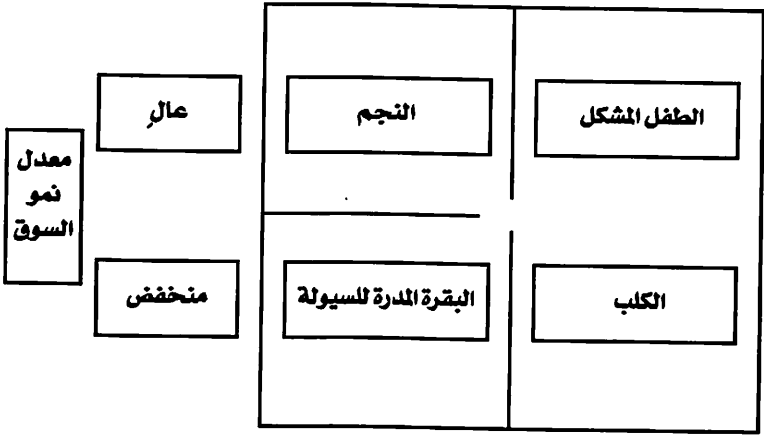 الطفل المشكل
النجم
عالٍ
معدل
نمو
السوق
الكلب
البقرة المدرة للسيولة
منخفض